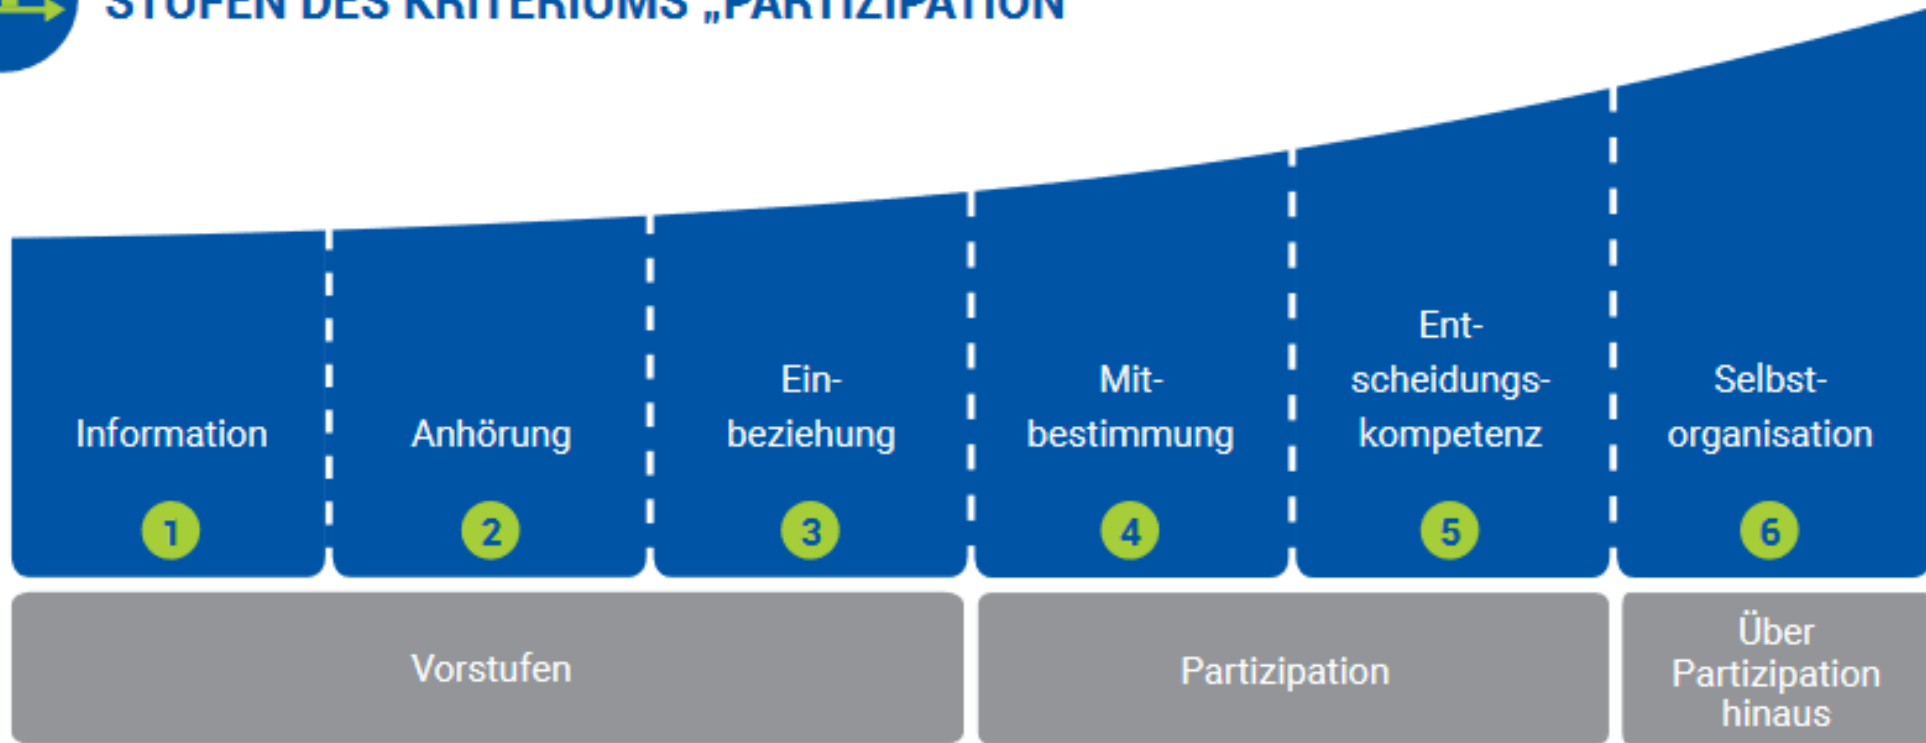 STUFEN DES KRITERIUMS „PARTIZIPATION
Information
1
Anhörung
2
Ein-
beziehung
3
Mit-
bestimmung
4
Ent-
scheidungs-
kompetenz
5
Selbst-
organisation
6
Vorstufen
Partizipation
Über
Partizipation
hinaus